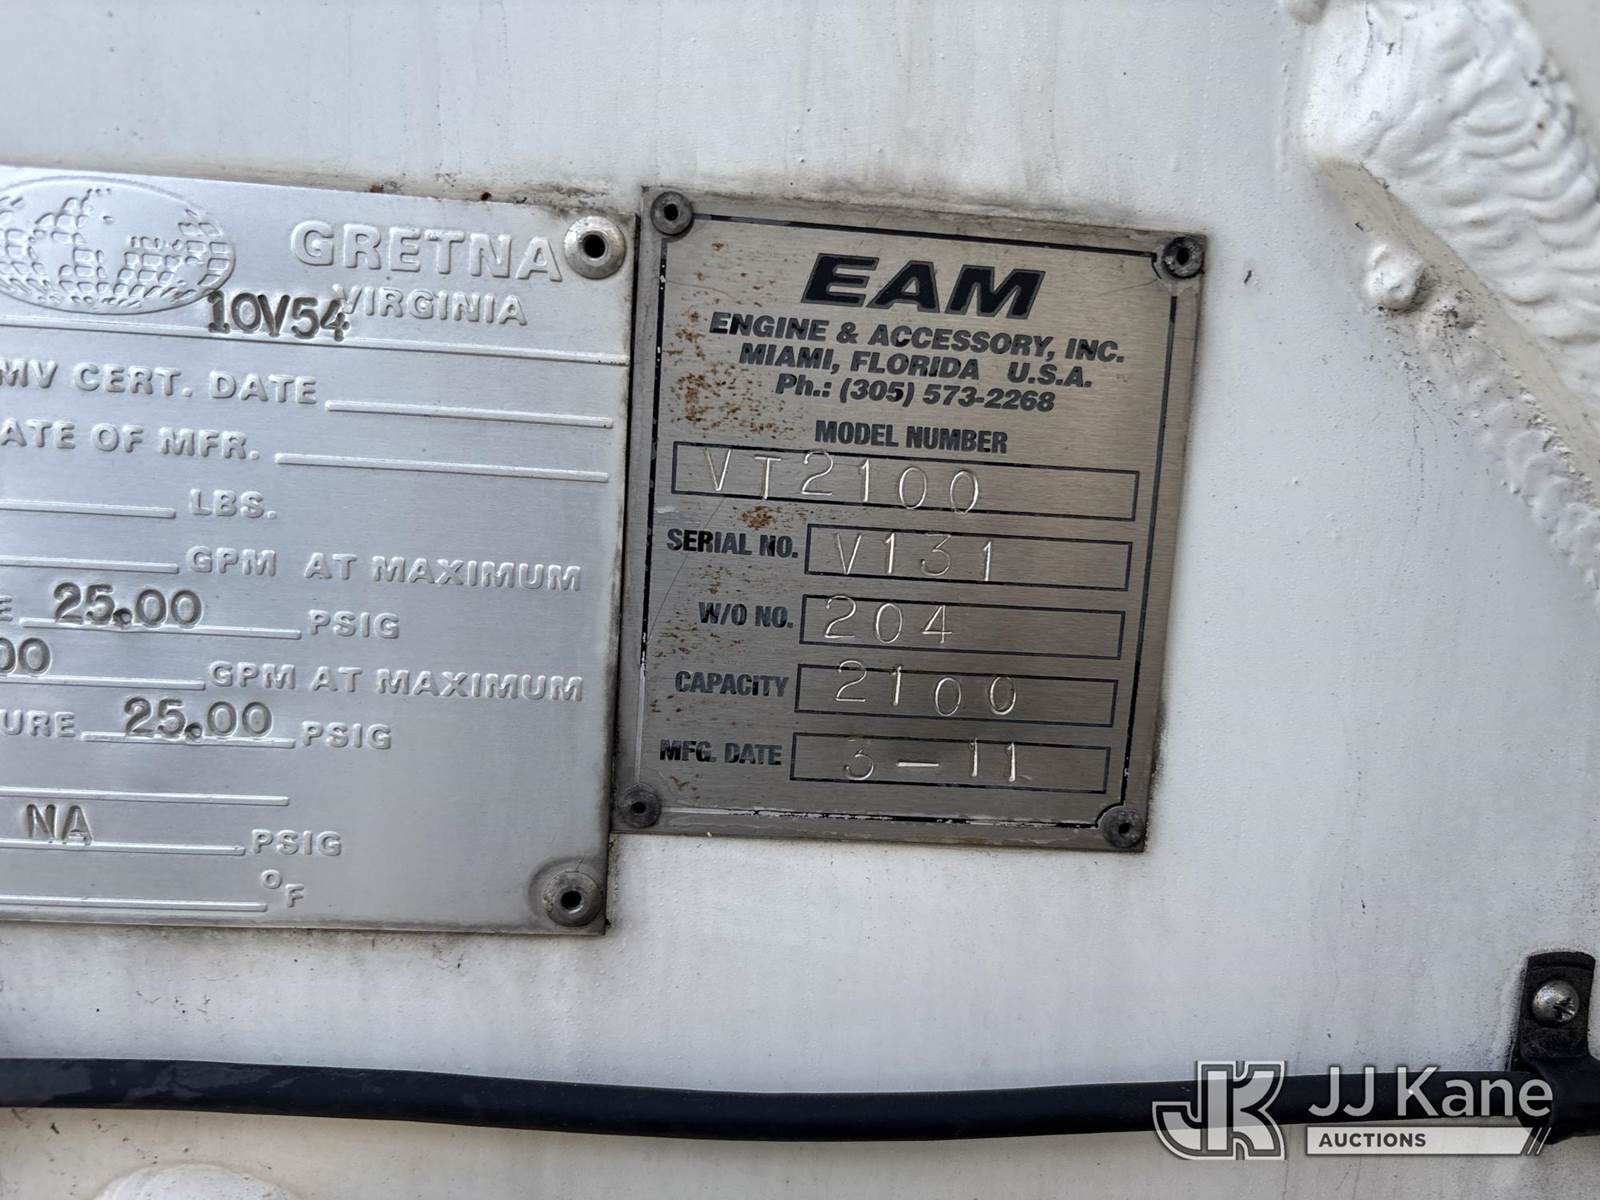 GRETNA
VIRGINIA
10V54
MV CERT. DATE
ATE OF MFR.
LBS.
GPM AT MAXIMUM
E 25.00 PSIG
00 GPM AT MAXIMUM
URE 25.00 PSIG
NA PSIG
°F
EAM
ENGINE & ACCESSORY, INC.
MIAMI, FLORIDA U.S.A.
Ph.: (305) 573-2268
MODEL NUMBER
VT2100
SERIAL NO. V131
W/O NO. 204
CAPACITY 2100
MFG. DATE 3-11
JK JJ Kane
AUCTIONS